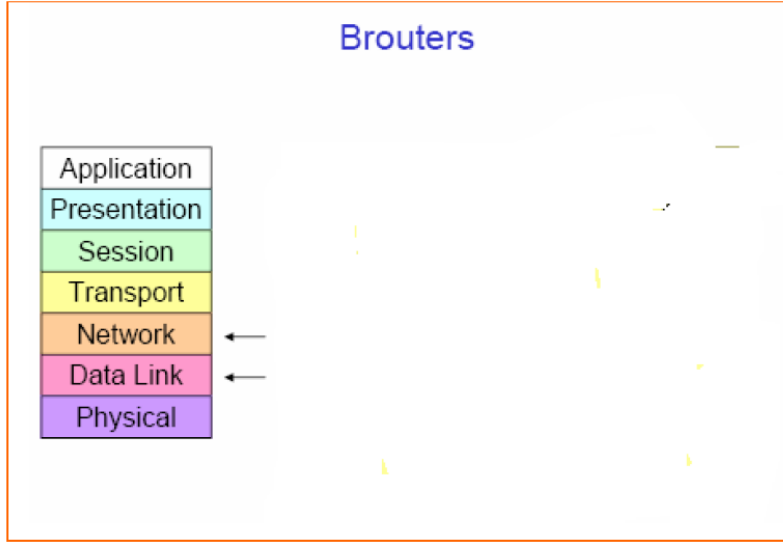 Brouters
Application
Presentation
Session
Transport
Network
Data Link
Physical